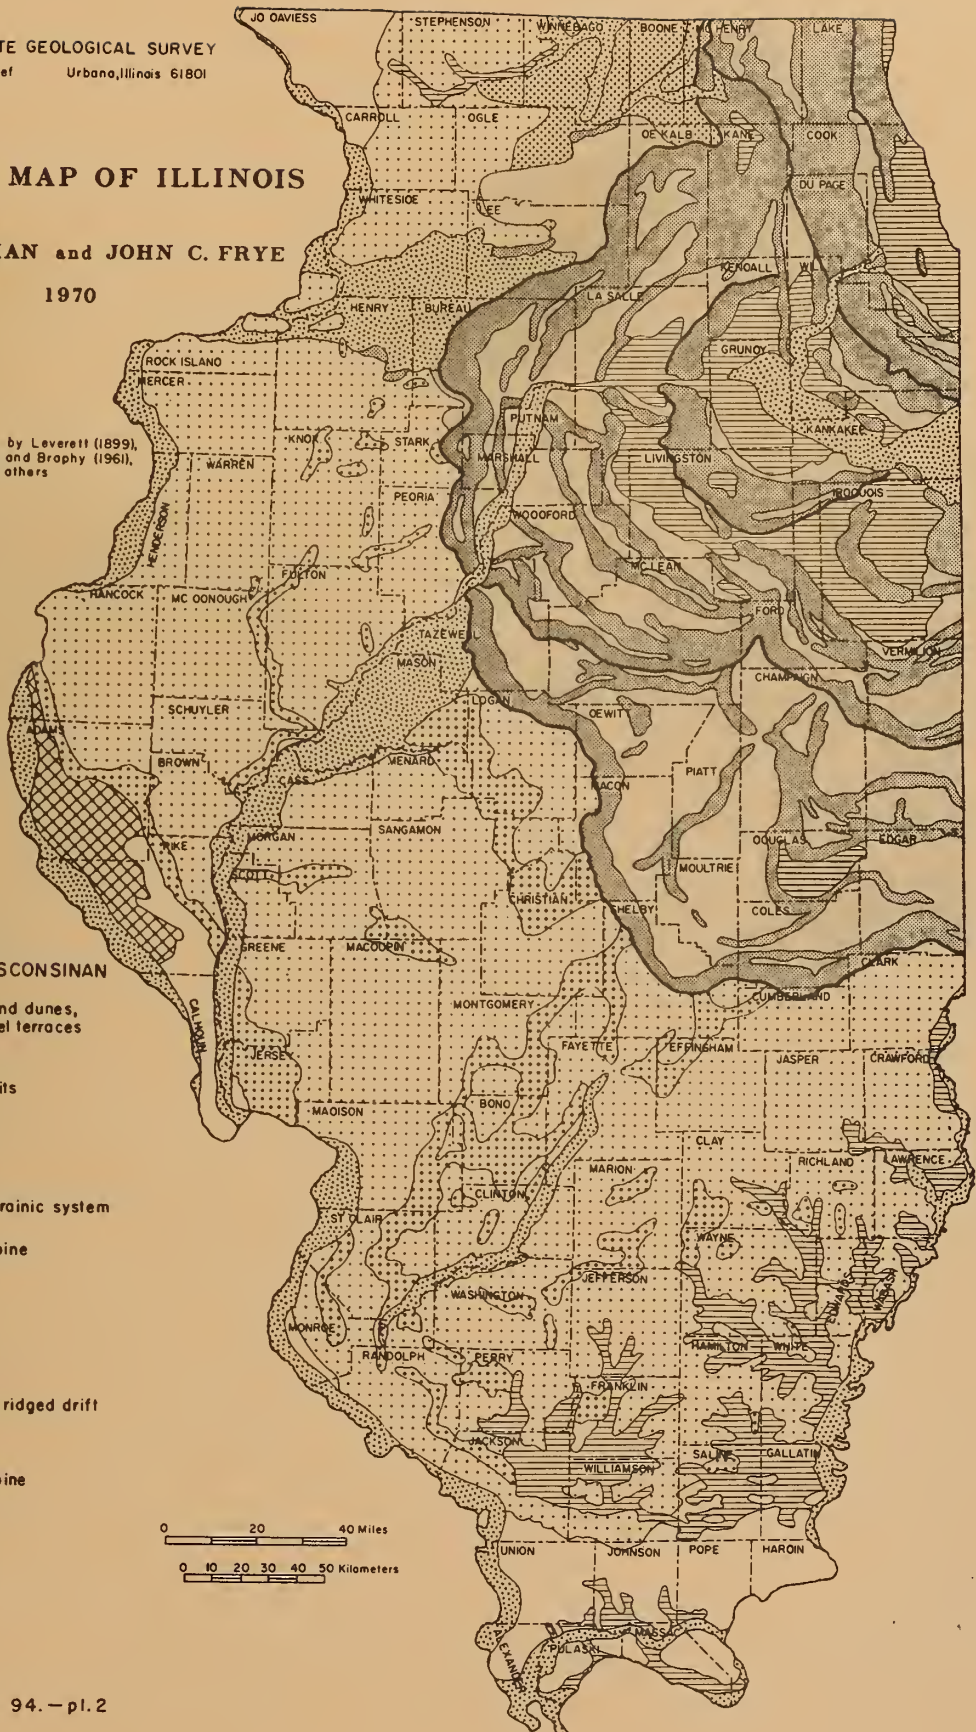 TE GEOLOGICAL SURVEY
ef Urbana, Illinois 61801
MAP OF ILLINOIS
AN and JOHN C. FRYE
1970
by Leverett (1899),
and Brophy (1961),
others
SCONSINAN
nd dunes,
el terraces
its
rainic system
ine
ridged drift
ine
0 20 40 Miles
0 10 20 30 40 50 Kilometers
94.—pl.2
JO DAVIESS
STEPHENSON
WINNEBAGO
BOONE
MC HENRY
LAKE
CARROLL
OGLE
DE KALB
KANE
COOK
DU PAGE
WHITESIDE
LEE
KENDALL
WILL
HENRY
BUREAU
LA SALLE
GRUNDY
ROCK ISLAND
MERCER
PUTNAM
KANKAKEE
KNOX
STARK
WARREN
MARSHALL
LIVINGSTON
PEORIA
IROQUOIS
WOODFORD
HENDERSON
FULTON
MC LEAN
HANCOCK
MC DONOUGH
FORD
TAZEWELL
VERMILION
MASON
CHAMPAIGN
SCHUYLER
LOGAN
DEWITT
ADAMS
BROWN
CASS
MENARD
PIATT
MACON
MORGAN
SANGAMON
PIKE
DOUGLAS
EDGAR
SCOTT
MOULTRIE
CHRISTIAN
SHELBY
COLES
GREENE
MACOUPIN
CLARK
MONTGOMERY
CUMBERLAND
CALHOUN
FAYETTE
EFFINGHAM
JERSEY
JASPER
CRAWFORD
MADISON
BOND
CLAY
RICHLAND
LAWRENCE
MARION
CLINTON
ST CLAIR
WAYNE
EDWARDS
WABASH
WASHINGTON
JEFFERSON
MONROE
HAMILTON
WHITE
RANDOLPH
PERRY
FRANKLIN
JACKSON
WILLIAMSON
SALINE
GALLATIN
UNION
JOHNSON
POPE
HARDIN
ALEXANDER
PULASKI
MASSAC